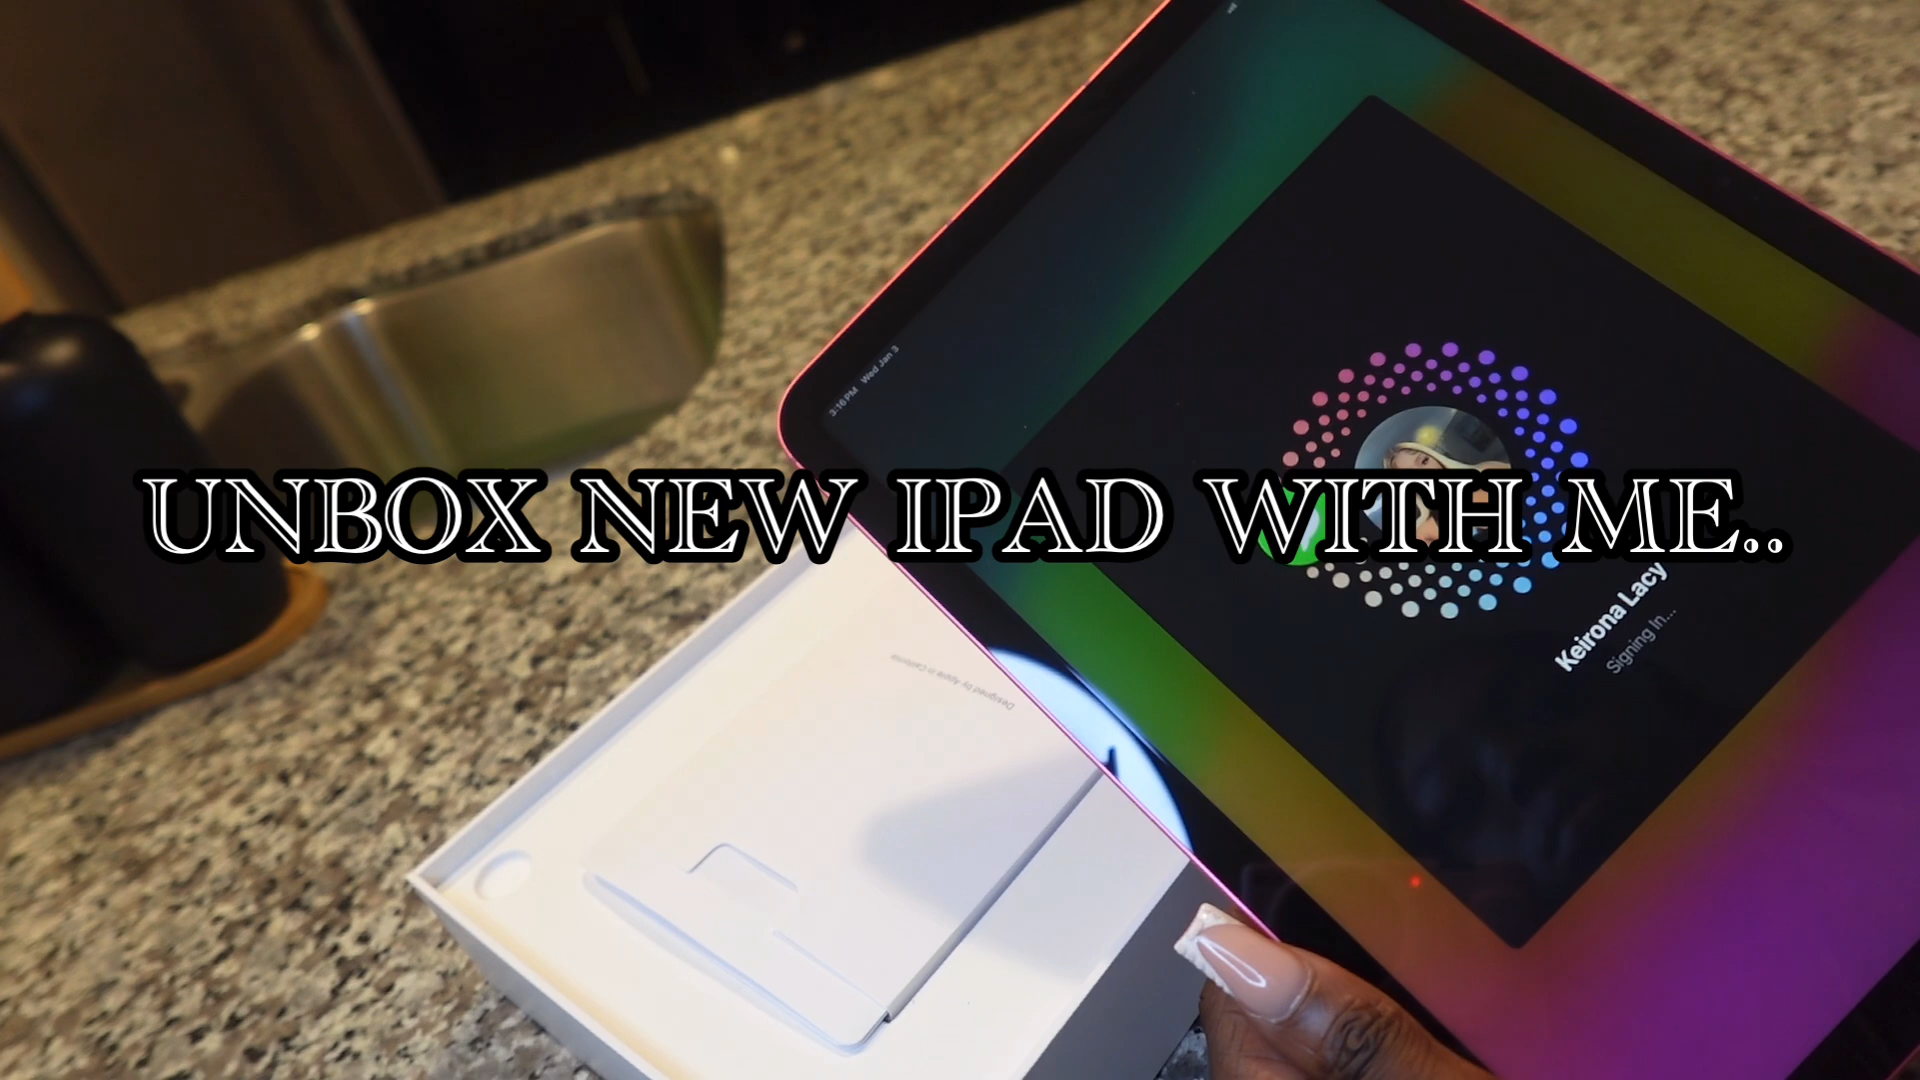 3:16 PM Wed Jan 3
UNBOX NEW IPAD WITH ME..
Keirona Lacy
Signing In...
Designed by Apple in California